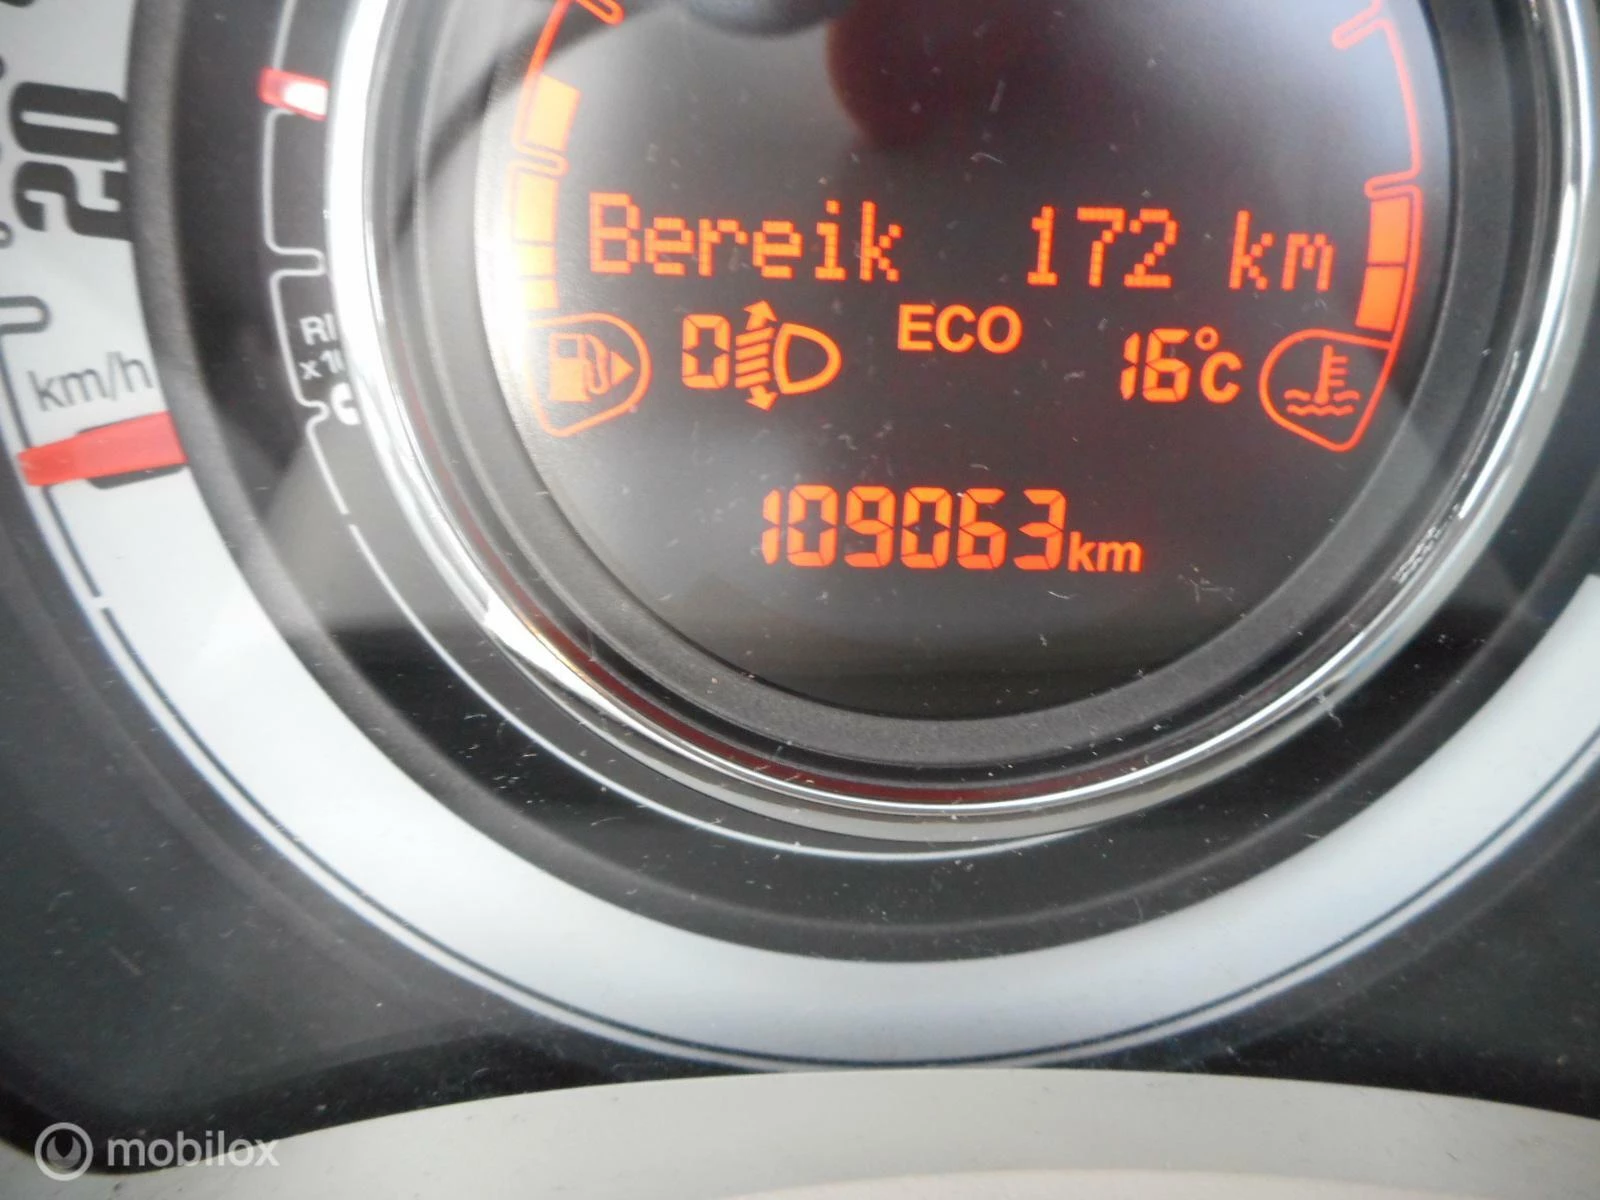 20
km/h
Bereik 172 km
0 ECO 16°C
109063km
mobilox